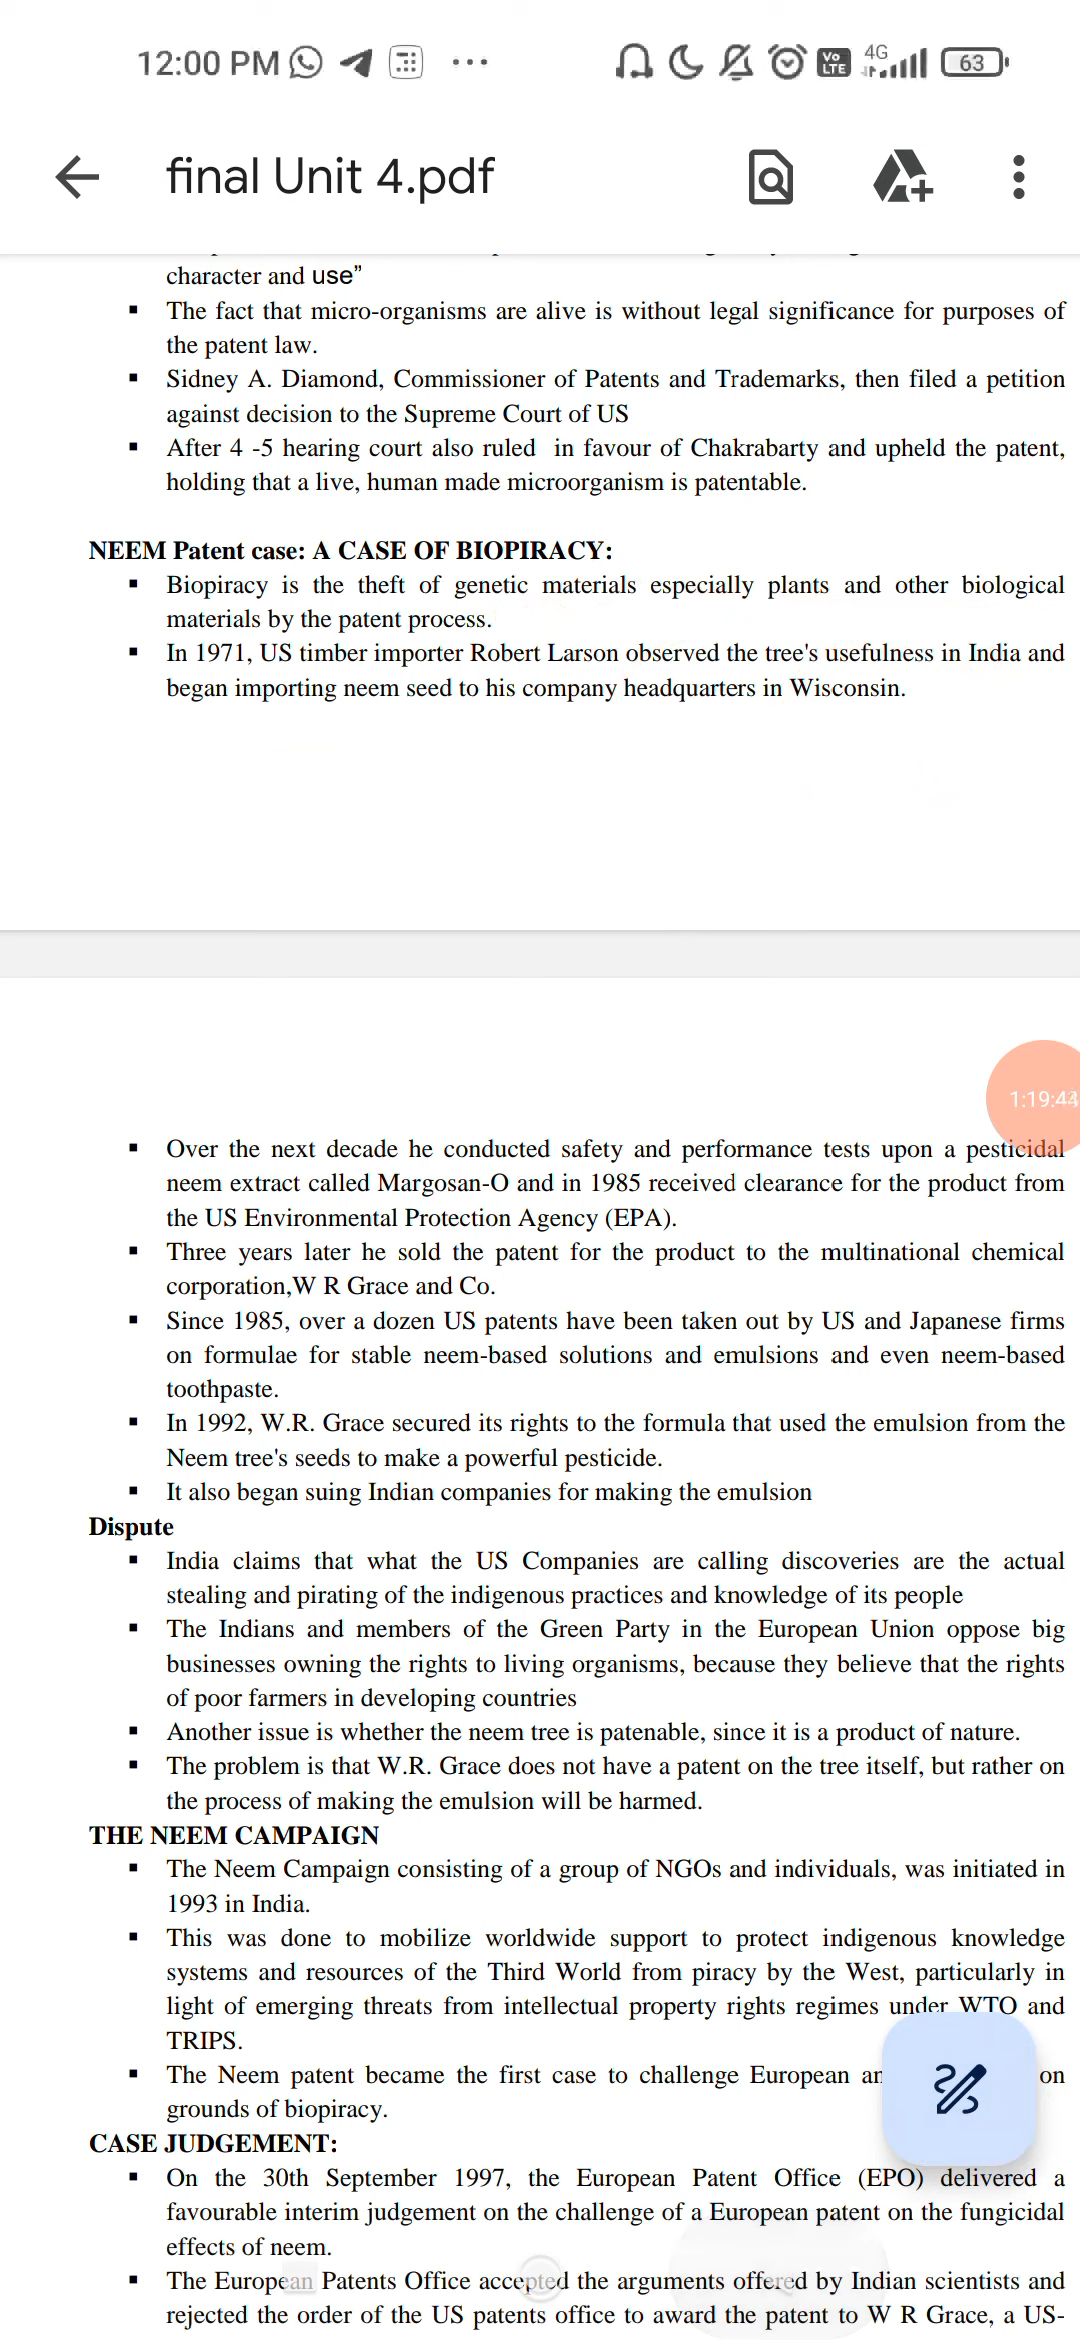 12:00 PM
Vo LTE 4G 63
final Unit 4.pdf
character and use”
▪ The fact that micro-organisms are alive is without legal significance for purposes of
the patent law.
▪ Sidney A. Diamond, Commissioner of Patents and Trademarks, then filed a petition
against decision to the Supreme Court of US
▪ After 4 -5 hearing court also ruled in favour of Chakrabarty and upheld the patent,
holding that a live, human made microorganism is patentable.
NEEM Patent case: A CASE OF BIOPIRACY:
▪ Biopiracy is the theft of genetic materials especially plants and other biological
materials by the patent process.
▪ In 1971, US timber importer Robert Larson observed the tree's usefulness in India and
began importing neem seed to his company headquarters in Wisconsin.
1:19:44
▪ Over the next decade he conducted safety and performance tests upon a pesticidal
neem extract called Margosan-O and in 1985 received clearance for the product from
the US Environmental Protection Agency (EPA).
▪ Three years later he sold the patent for the product to the multinational chemical
corporation,W R Grace and Co.
▪ Since 1985, over a dozen US patents have been taken out by US and Japanese firms
on formulae for stable neem-based solutions and emulsions and even neem-based
toothpaste.
▪ In 1992, W.R. Grace secured its rights to the formula that used the emulsion from the
Neem tree's seeds to make a powerful pesticide.
▪ It also began suing Indian companies for making the emulsion
Dispute
▪ India claims that what the US Companies are calling discoveries are the actual
stealing and pirating of the indigenous practices and knowledge of its people
▪ The Indians and members of the Green Party in the European Union oppose big
businesses owning the rights to living organisms, because they believe that the rights
of poor farmers in developing countries
▪ Another issue is whether the neem tree is patenable, since it is a product of nature.
▪ The problem is that W.R. Grace does not have a patent on the tree itself, but rather on
the process of making the emulsion will be harmed.
THE NEEM CAMPAIGN
▪ The Neem Campaign consisting of a group of NGOs and individuals, was initiated in
1993 in India.
▪ This was done to mobilize worldwide support to protect indigenous knowledge
systems and resources of the Third World from piracy by the West, particularly in
light of emerging threats from intellectual property rights regimes under WTO and
TRIPS.
▪ The Neem patent became the first case to challenge European on
grounds of biopiracy.
CASE JUDGEMENT:
▪ On the 30th September 1997, the European Patent Office (EPO) delivered a
favourable interim judgement on the challenge of a European patent on the fungicidal
effects of neem.
▪ The European Patents Office accepted the arguments offered by Indian scientists and
rejected the order of the US patents office to award the patent to W R Grace, a US-